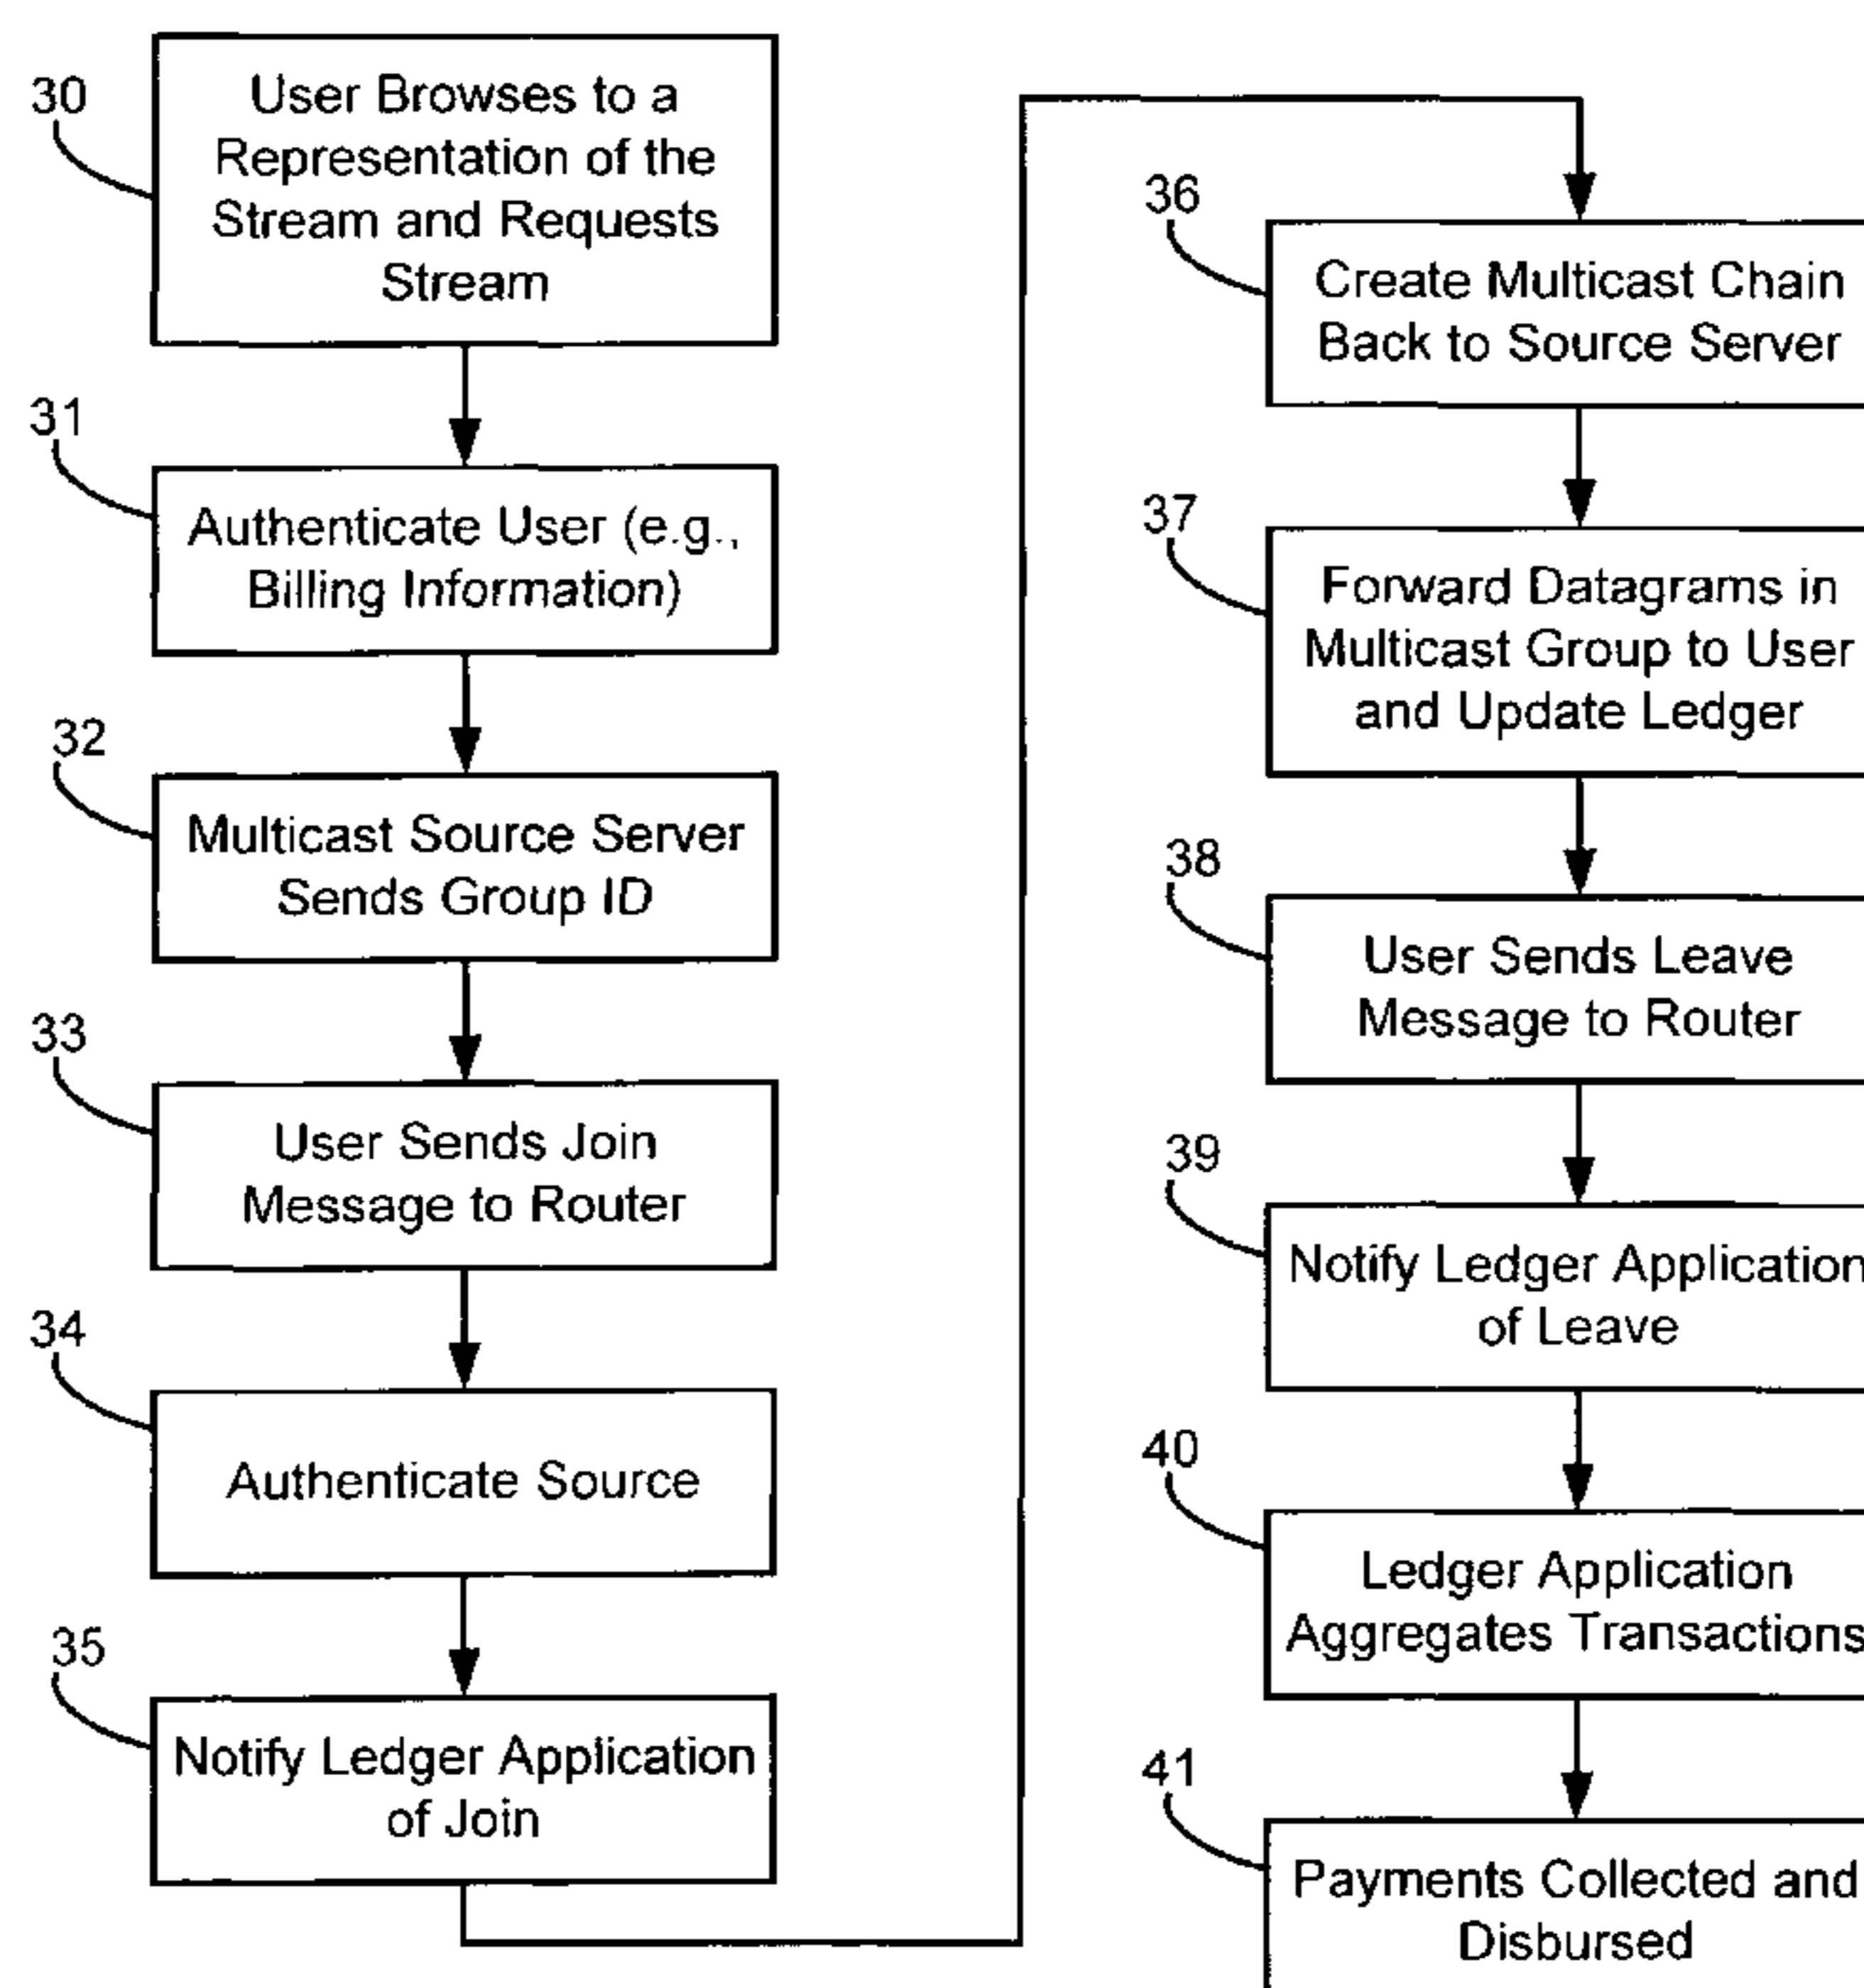 30
User Browses to a
Representation of the
Stream and Requests
Stream
31
Authenticate User (e.g.,
Billing Information)
32
Multicast Source Server
Sends Group ID
33
User Sends Join
Message to Router
34
Authenticate Source
35
Notify Ledger Application
of Join
36
Create Multicast Chain
Back to Source Server
37
Forward Datagrams in
Multicast Group to User
and Update Ledger
38
User Sends Leave
Message to Router
39
Notify Ledger Application
of Leave
40
Ledger Application
Aggregates Transactions
41
Payments Collected and
Disbursed